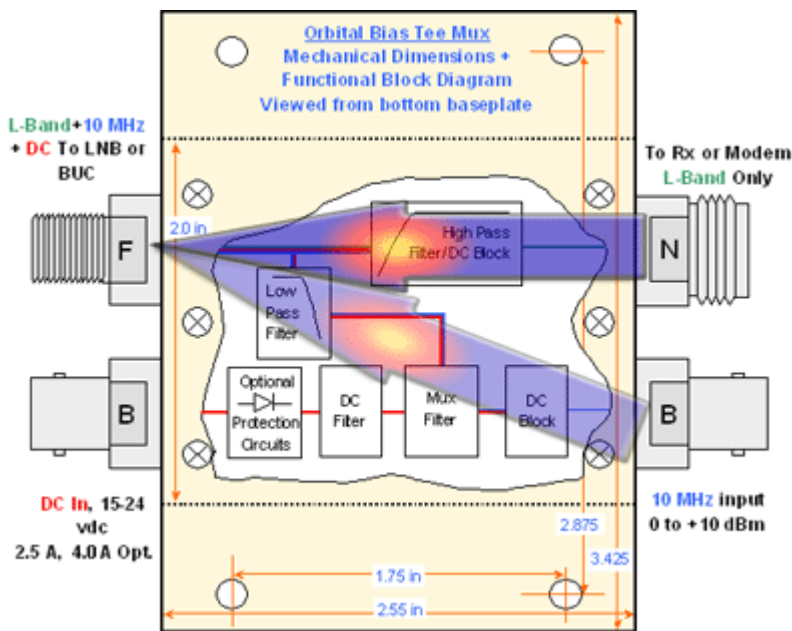 Orbital Bias Tee Mux
Mechanical Dimensions +
Functional Block Diagram
Viewed from bottom baseplate
L-Band+10 MHz
+ DC To LNB or
BUC
To Rx or Modem
L-Band Only
2.0 in
F
High Pass
Filter/DC Block
N
Low
Pass
Filter
B
Optional
Protection
Circuits
DC
Filter
Mux
Filter
DC
Block
B
DC In, 15-24
vdc
2.5 A, 4.0 A Opt.
10 MHz input
0 to +10 dBm
2.875
3.425
1.75 in
2.55 in